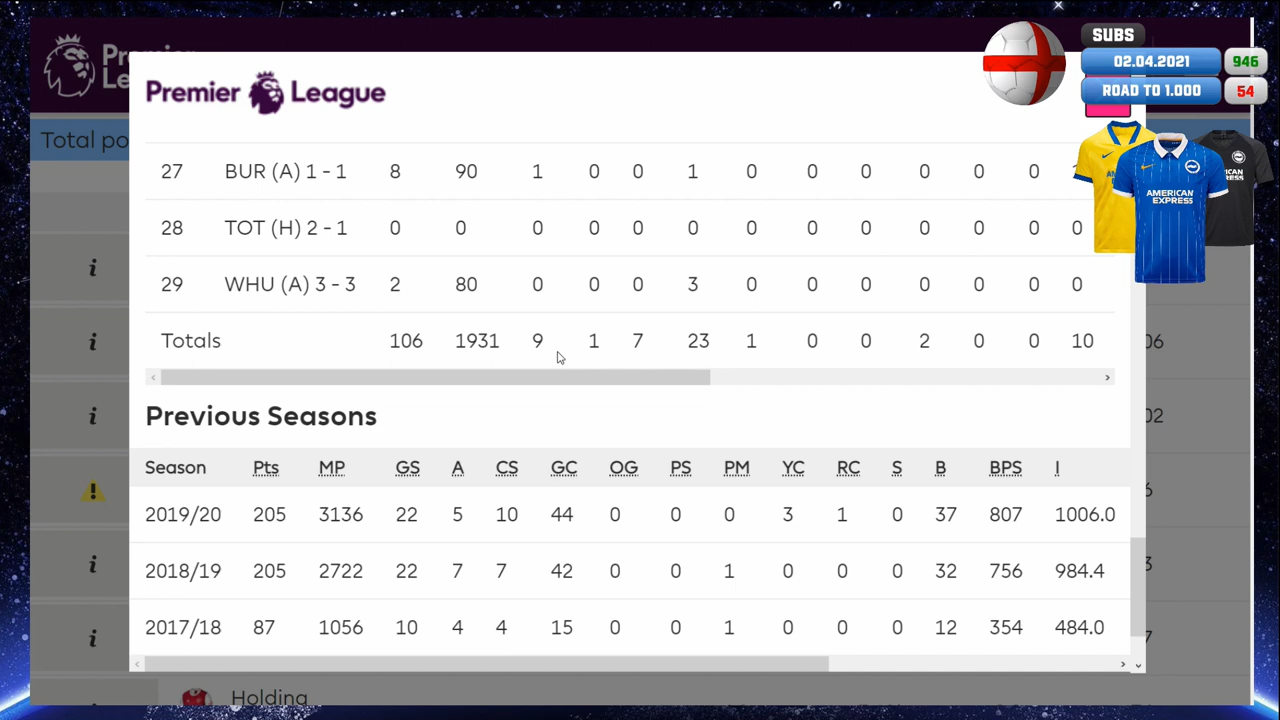 SUBS
02.04.2021 946
ROAD TO 1.000 54
Premier League
Total po
27 BUR (A) 1 - 1 8 90 1 0 0 1 0 0 0 0 0 0
28 TOT (H) 2 - 1 0 0 0 0 0 0 0 0 0 0 0 0 0
29 WHU (A) 3 - 3 2 80 0 0 0 3 0 0 0 0 0 0 0
Totals 106 1931 9 1 7 23 1 0 0 2 0 0 10
AMERICAN
EXPRESS
Previous Seasons
Season Pts MP GS A CS GC OG PS PM YC RC S B BPS I
2019/20 205 3136 22 5 10 44 0 0 0 3 1 0 37 807 1006.0
2018/19 205 2722 22 7 7 42 0 0 1 0 0 0 32 756 984.4
2017/18 87 1056 10 4 4 15 0 0 1 0 0 0 12 354 484.0
Holding